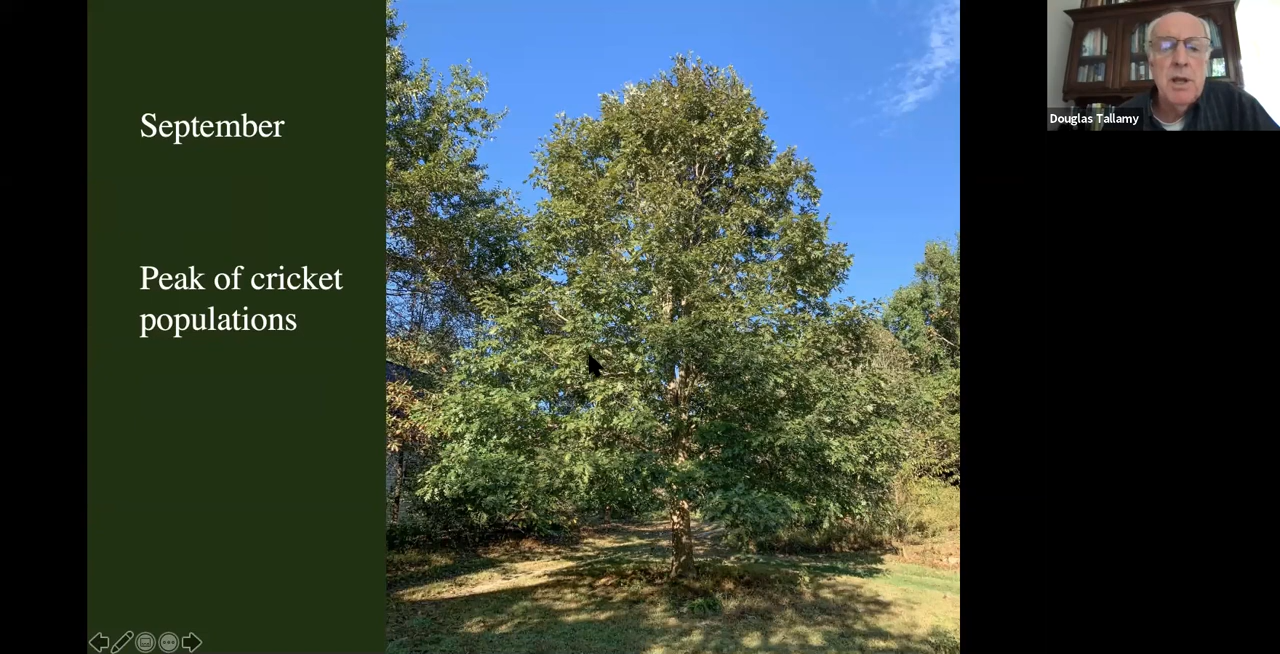 September
Peak of cricket
populations
Douglas Tallamy